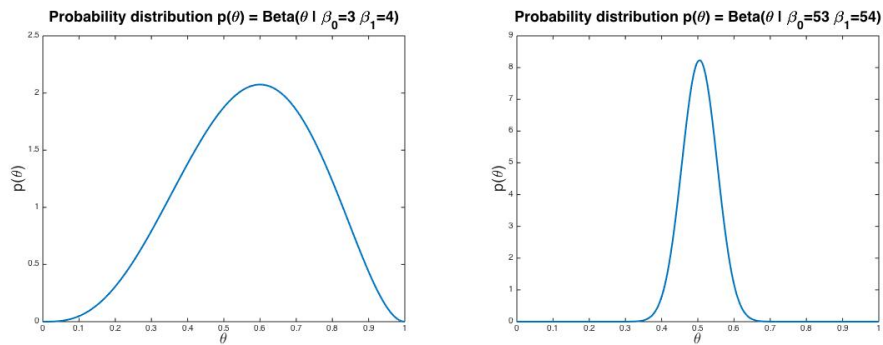 Probability distribution p(θ) = Beta(θ | β₀=3 β₁=4)
2.5
2
1.5
1
0.5
0
p(θ)
0 0.1 0.2 0.3 0.4 0.5 0.6 0.7 0.8 0.9 1
θ
Probability distribution p(θ) = Beta(θ | β₀=53 β₁=54)
9
8
7
6
5
4
3
2
1
0
p(θ)
0 0.1 0.2 0.3 0.4 0.5 0.6 0.7 0.8 0.9 1
θ